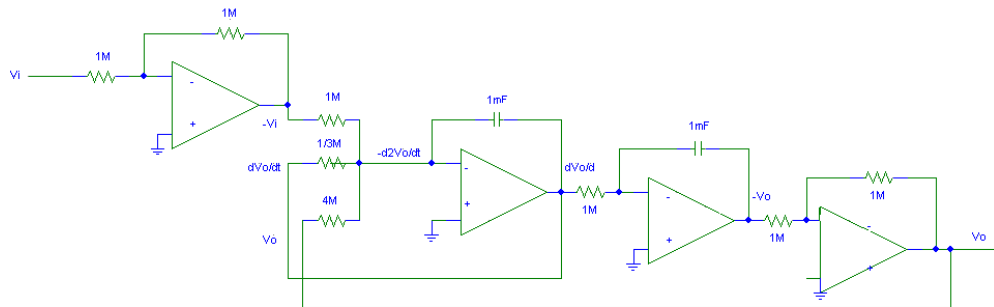 1M
1M
Vi
-
+
-Vi
1M
1/3M
dVo/dt
-d2Vo/dt
4M
Vo
1mF
-
+
dVo/d
1M
1mF
-
+
-Vo
1M
1M
-
+
Vo